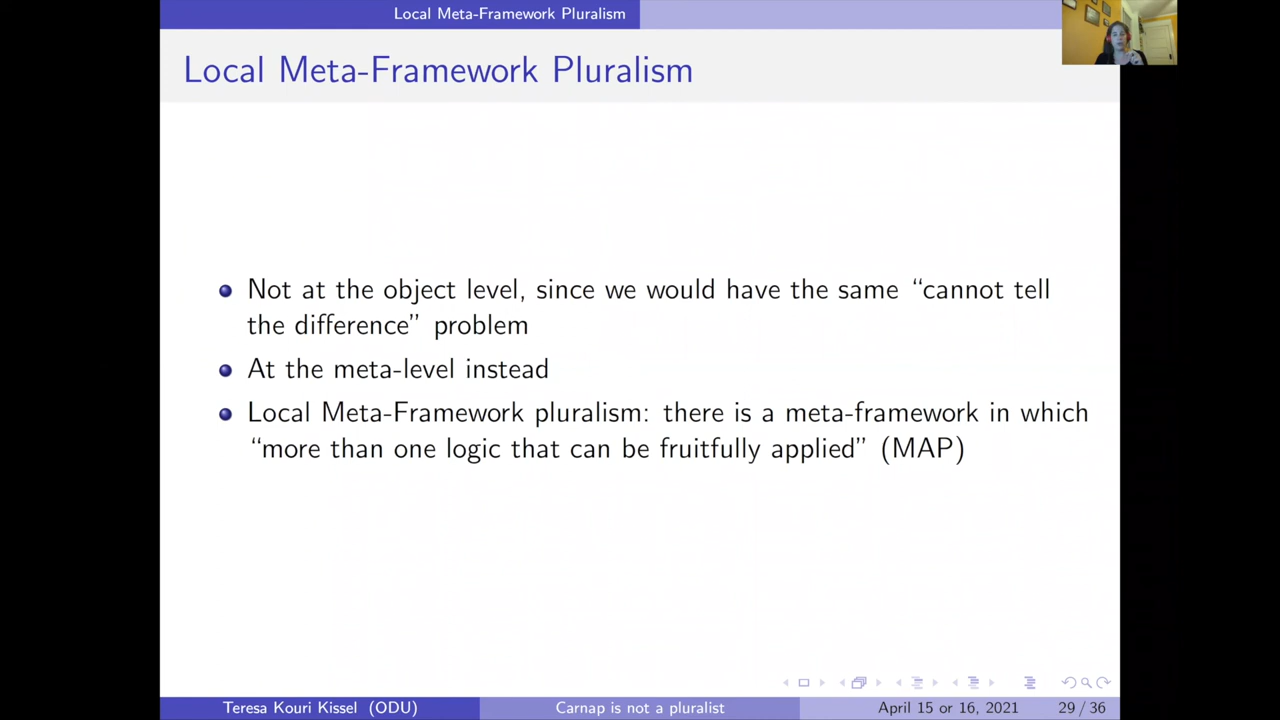 Local Meta-Framework Pluralism
Local Meta-Framework Pluralism
Not at the object level, since we would have the same “cannot tell
the difference” problem
At the meta-level instead
Local Meta-Framework pluralism: there is a meta-framework in which
“more than one logic that can be fruitfully applied” (MAP)
Teresa Kouri Kissel (ODU) Carnap is not a pluralist April 15 or 16, 2021 29 / 36